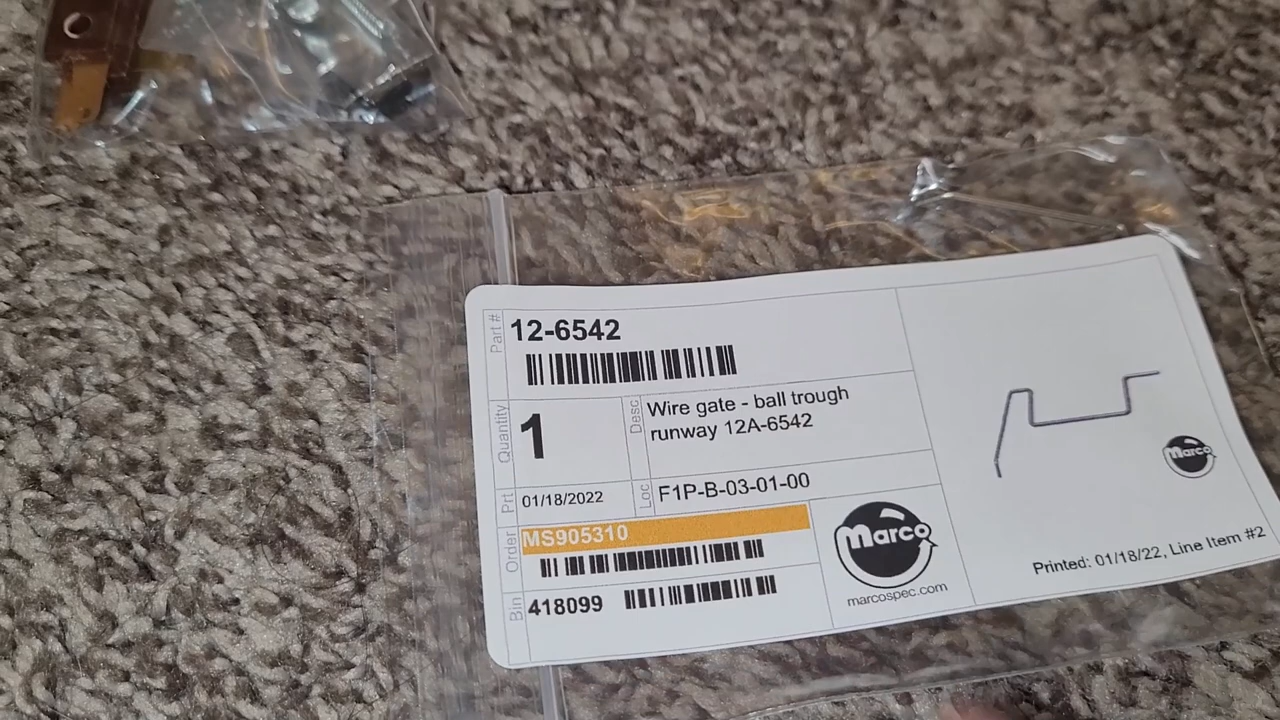 Part #
12-6542
Quantity
1
Desc
Wire gate - ball trough
runway 12A-6542
Prt
01/18/2022
Loc
F1P-B-03-01-00
Order
MS905310
Bin
418099
Marco
marcospec.com
Marco
Printed: 01/18/22, Line Item #2